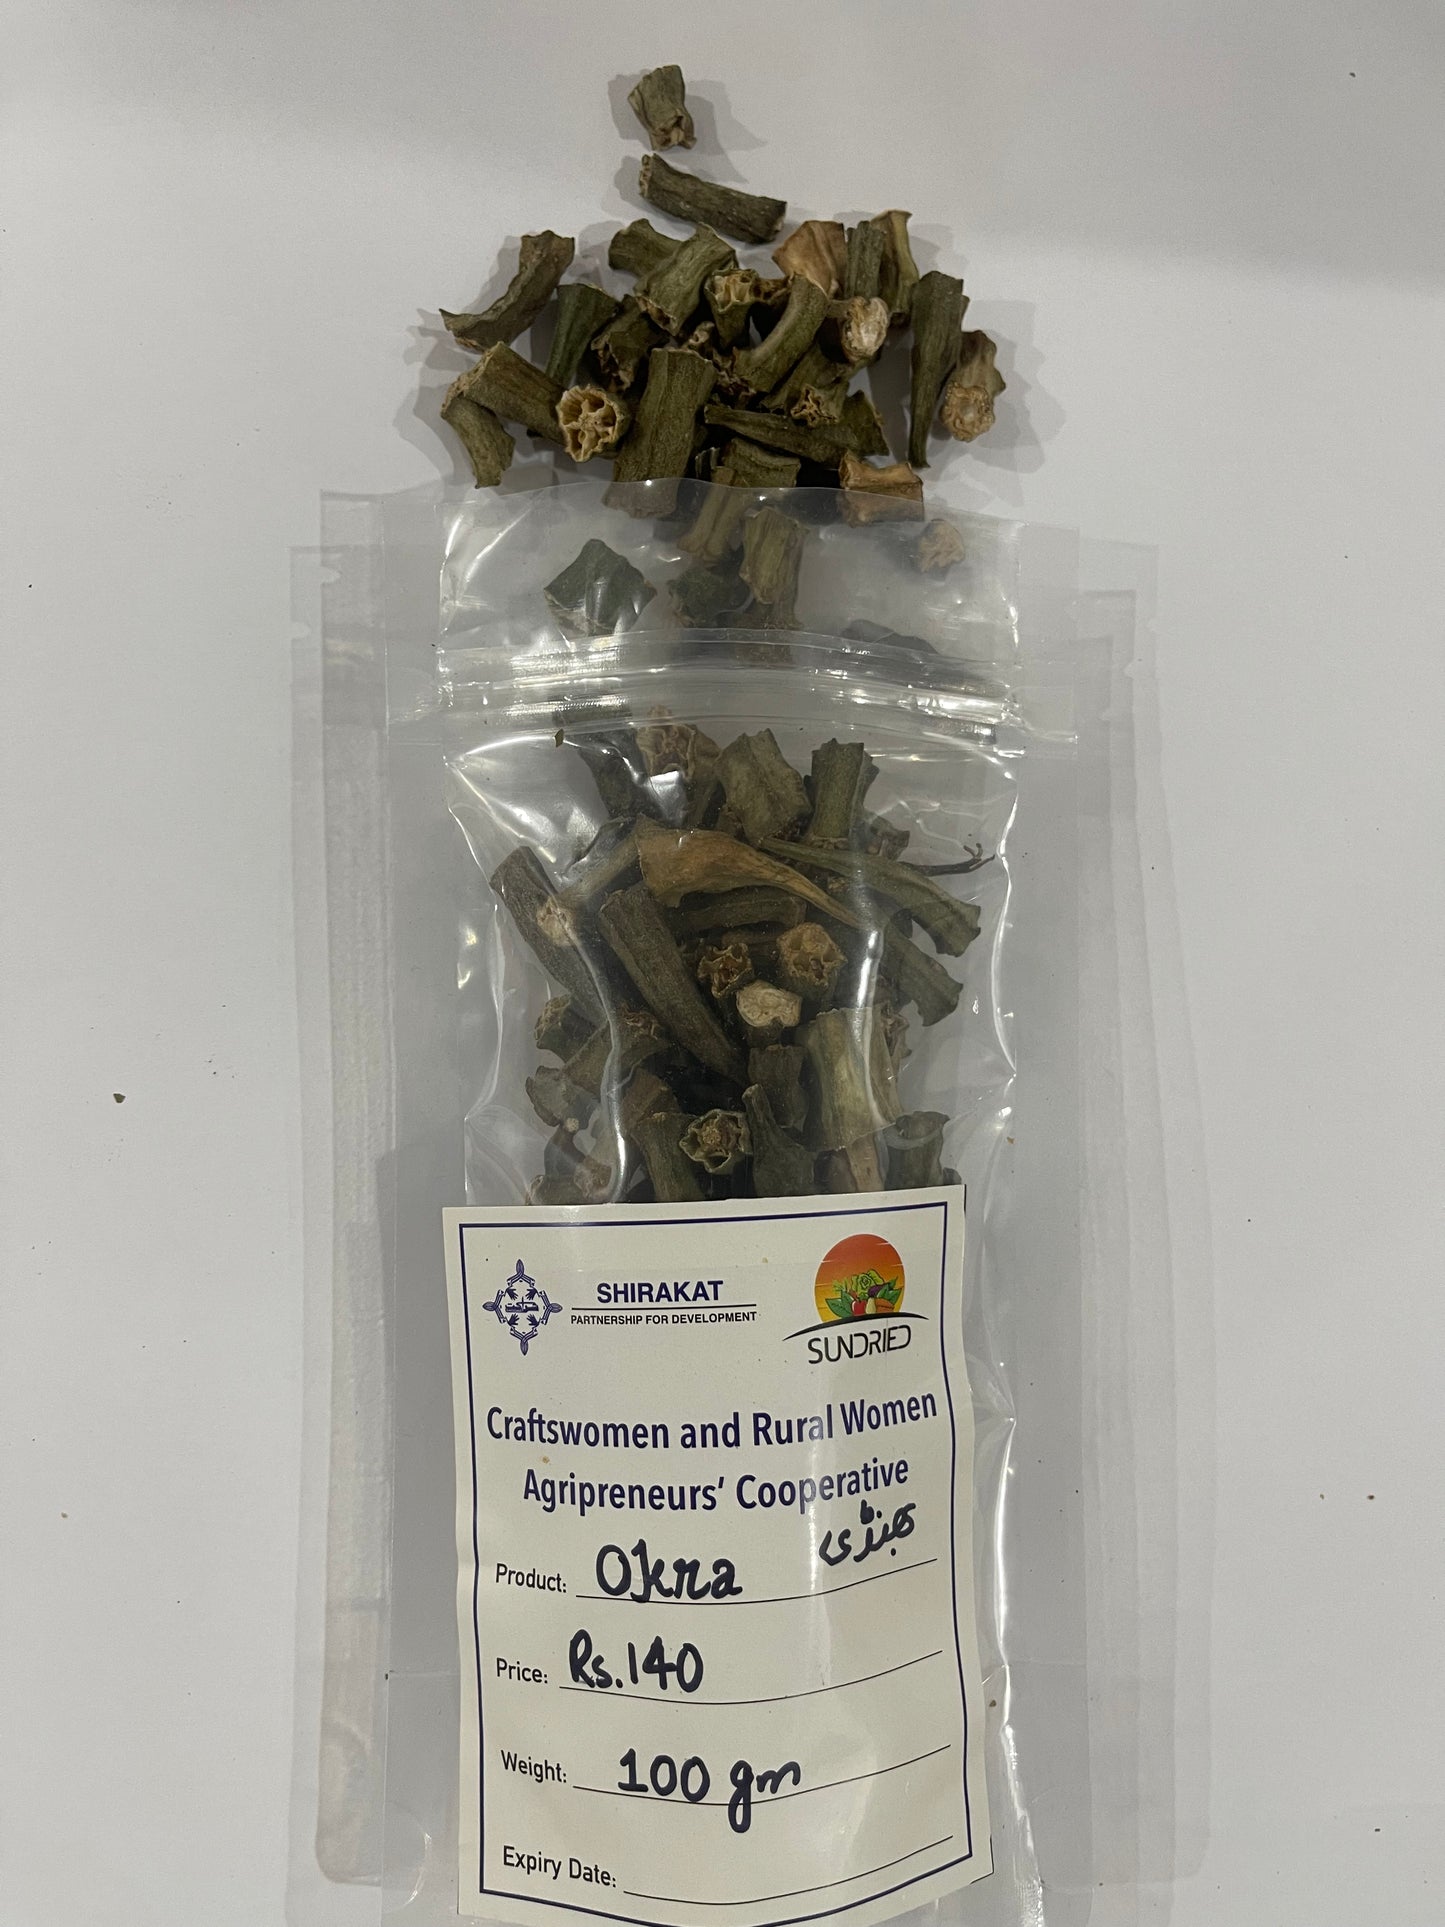 SHIRAKAT
PARTNERSHIP FOR DEVELOPMENT
شراکت
SUNDRIED
Craftswomen and Rural Women
Agripreneurs’ Cooperative
Product: Okra بھنڈی
Price: Rs.140
Weight: 100 gm
Expiry Date: